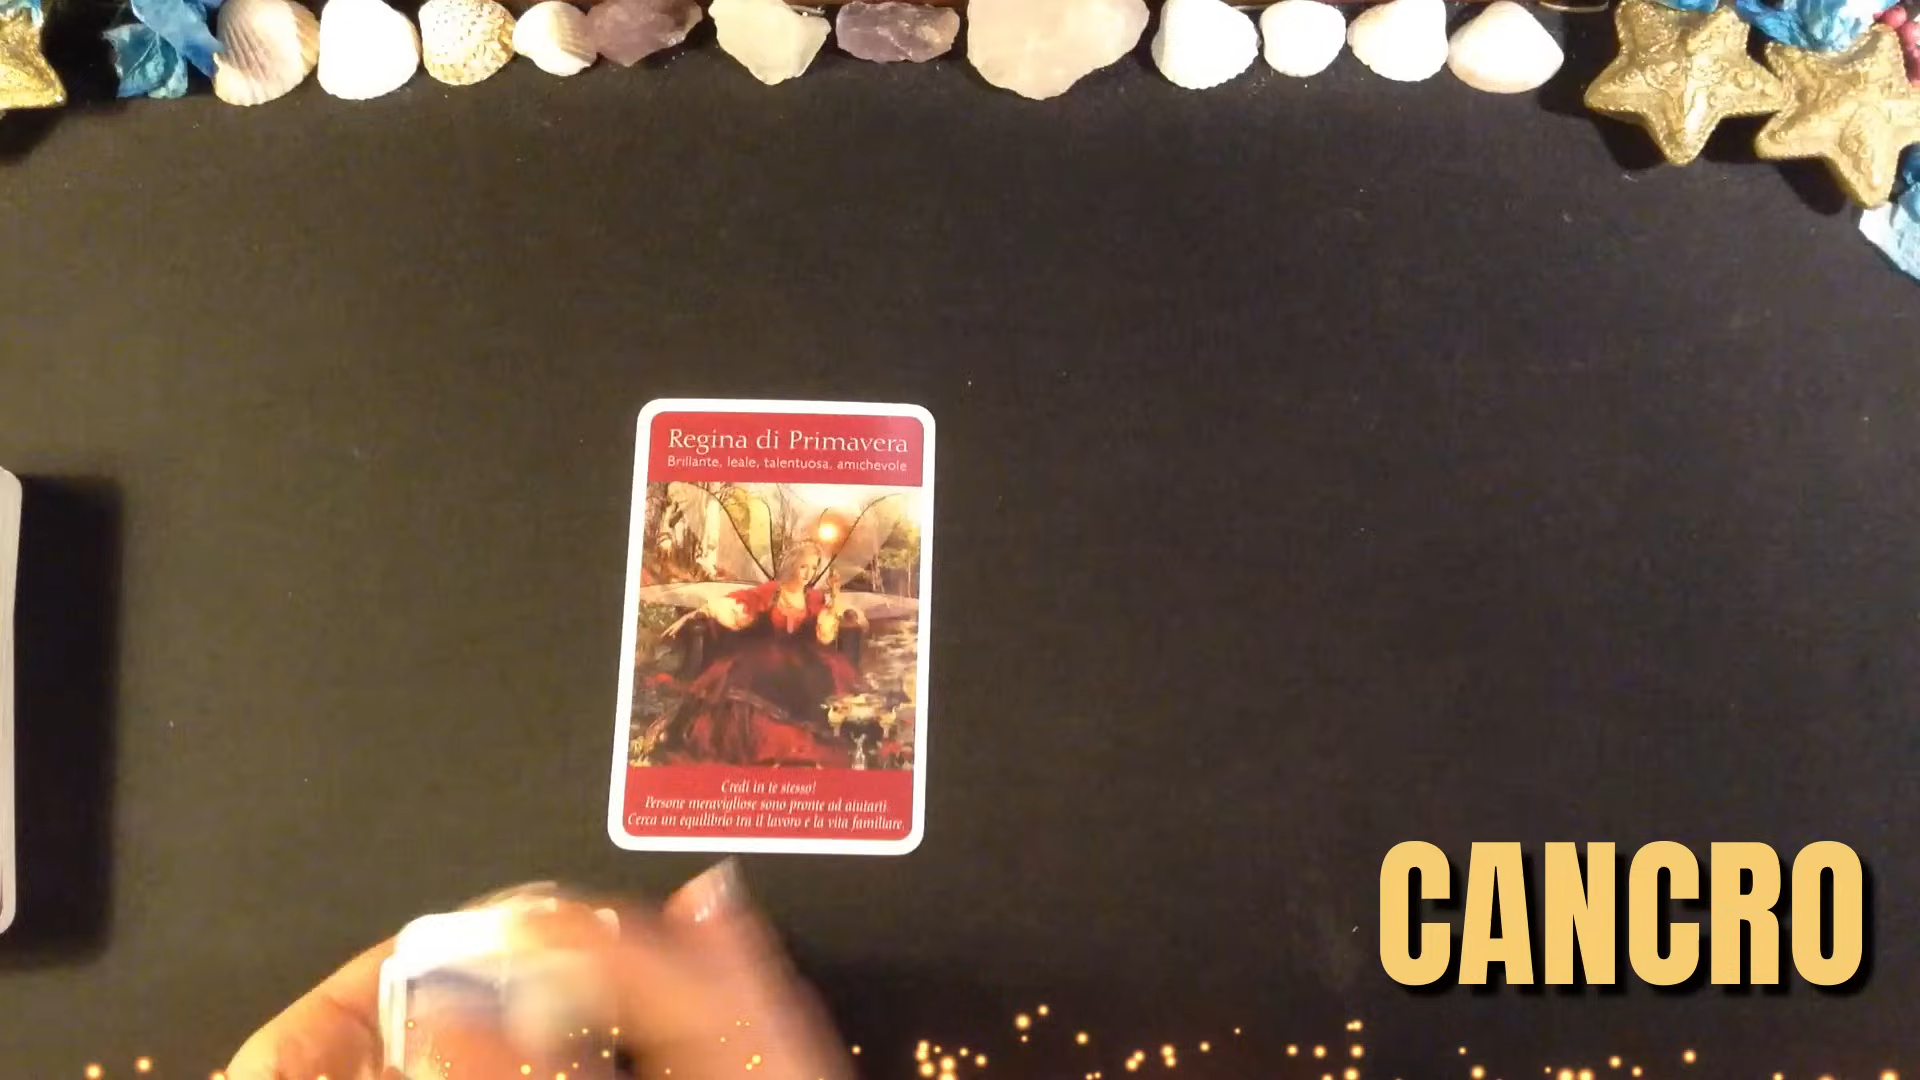 Regina di Primavera
Brillante, leale, talentuosa, amichevole
Credi in te stesso!
Persone meravigliose sono pronte ad aiutarti.
Cerca un equilibrio tra il lavoro e la vita familiare.
CANCRO